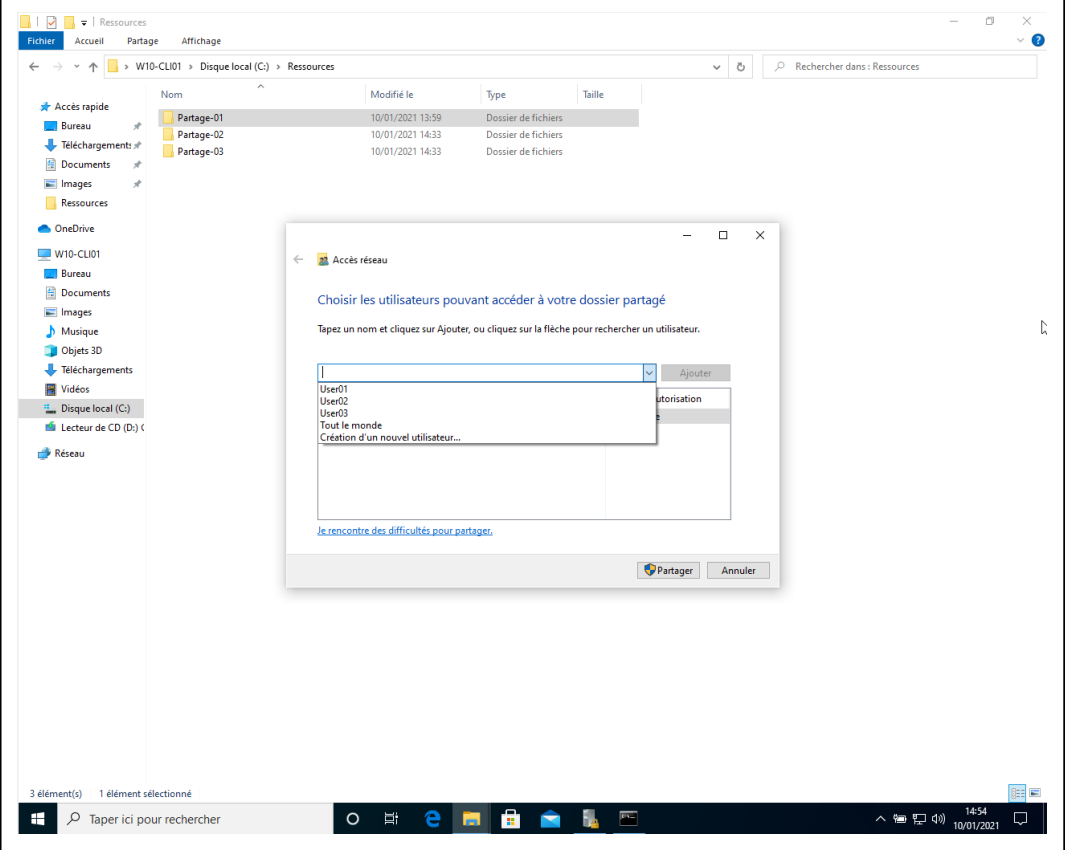 Ressources
Fichier Accueil Partage Affichage
W10-CLI01 › Disque local (C:) › Ressources
Rechercher dans : Ressources
Nom Modifié le Type Taille
Partage-01 10/01/2021 13:59 Dossier de fichiers
Partage-02 10/01/2021 14:33 Dossier de fichiers
Partage-03 10/01/2021 14:33 Dossier de fichiers
Accès rapide
Bureau
Téléchargements
Documents
Images
Ressources
OneDrive
W10-CLI01
Bureau
Documents
Images
Musique
Objets 3D
Téléchargements
Vidéos
Disque local (C:)
Lecteur de CD (D:)
Réseau
Accès réseau
Choisir les utilisateurs pouvant accéder à votre dossier partagé
Tapez un nom et cliquez sur Ajouter, ou cliquez sur la flèche pour rechercher un utilisateur.
Ajouter
User01
User02
User03
Tout le monde
Création d'un nouvel utilisateur...
utorisation
Je rencontre des difficultés pour partager.
Partager Annuler
3 élément(s) 1 élément sélectionné
Taper ici pour rechercher
14:54
10/01/2021